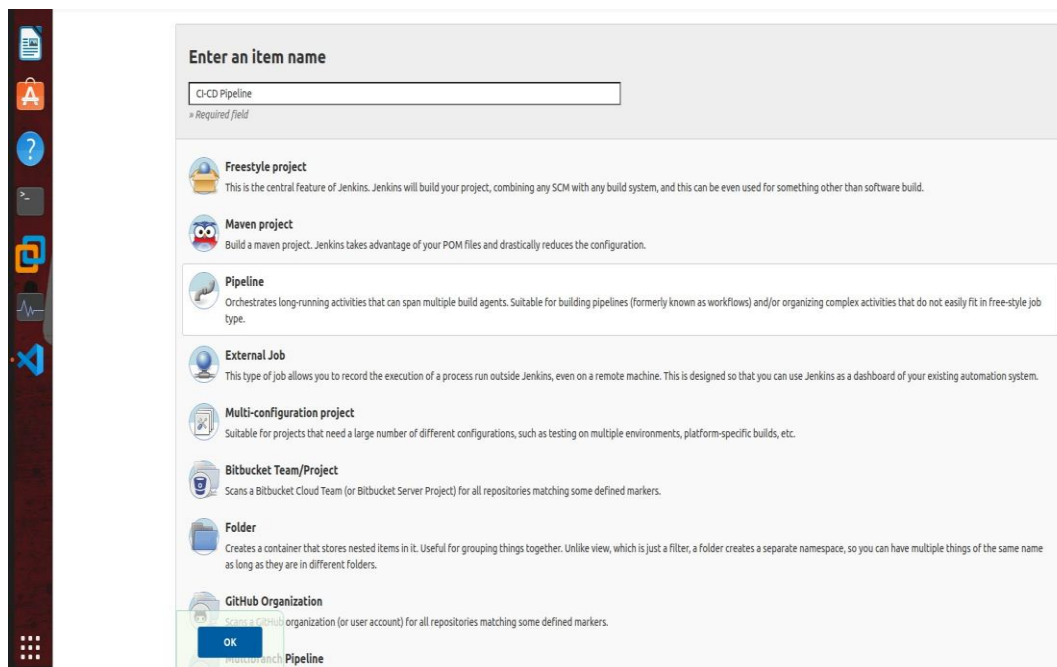 Enter an item name
CI-CD Pipeline
» Required field
Freestyle project
This is the central feature of Jenkins. Jenkins will build your project, combining any SCM with any build system, and this can be even used for something other than software build.
Maven project
Build a maven project. Jenkins takes advantage of your POM files and drastically reduces the configuration.
Pipeline
Orchestrates long-running activities that can span multiple build agents. Suitable for building pipelines (formerly known as workflows) and/or organizing complex activities that do not easily fit in free-style job
type.
External Job
This type of job allows you to record the execution of a process run outside Jenkins, even on a remote machine. This is designed so that you can use Jenkins as a dashboard of your existing automation system.
Multi-configuration project
Suitable for projects that need a large number of different configurations, such as testing on multiple environments, platform-specific builds, etc.
Bitbucket Team/Project
Scans a Bitbucket Cloud Team (or Bitbucket Server Project) for all repositories matching some defined markers.
Folder
Creates a container that stores nested items in it. Useful for grouping things together. Unlike view, which is just a filter, a folder creates a separate namespace, so you can have multiple things of the same name
as long as they are in different folders.
GitHub Organization
Scans a GitHub organization (or user account) for all repositories matching some defined markers.
OK
Multibranch Pipeline